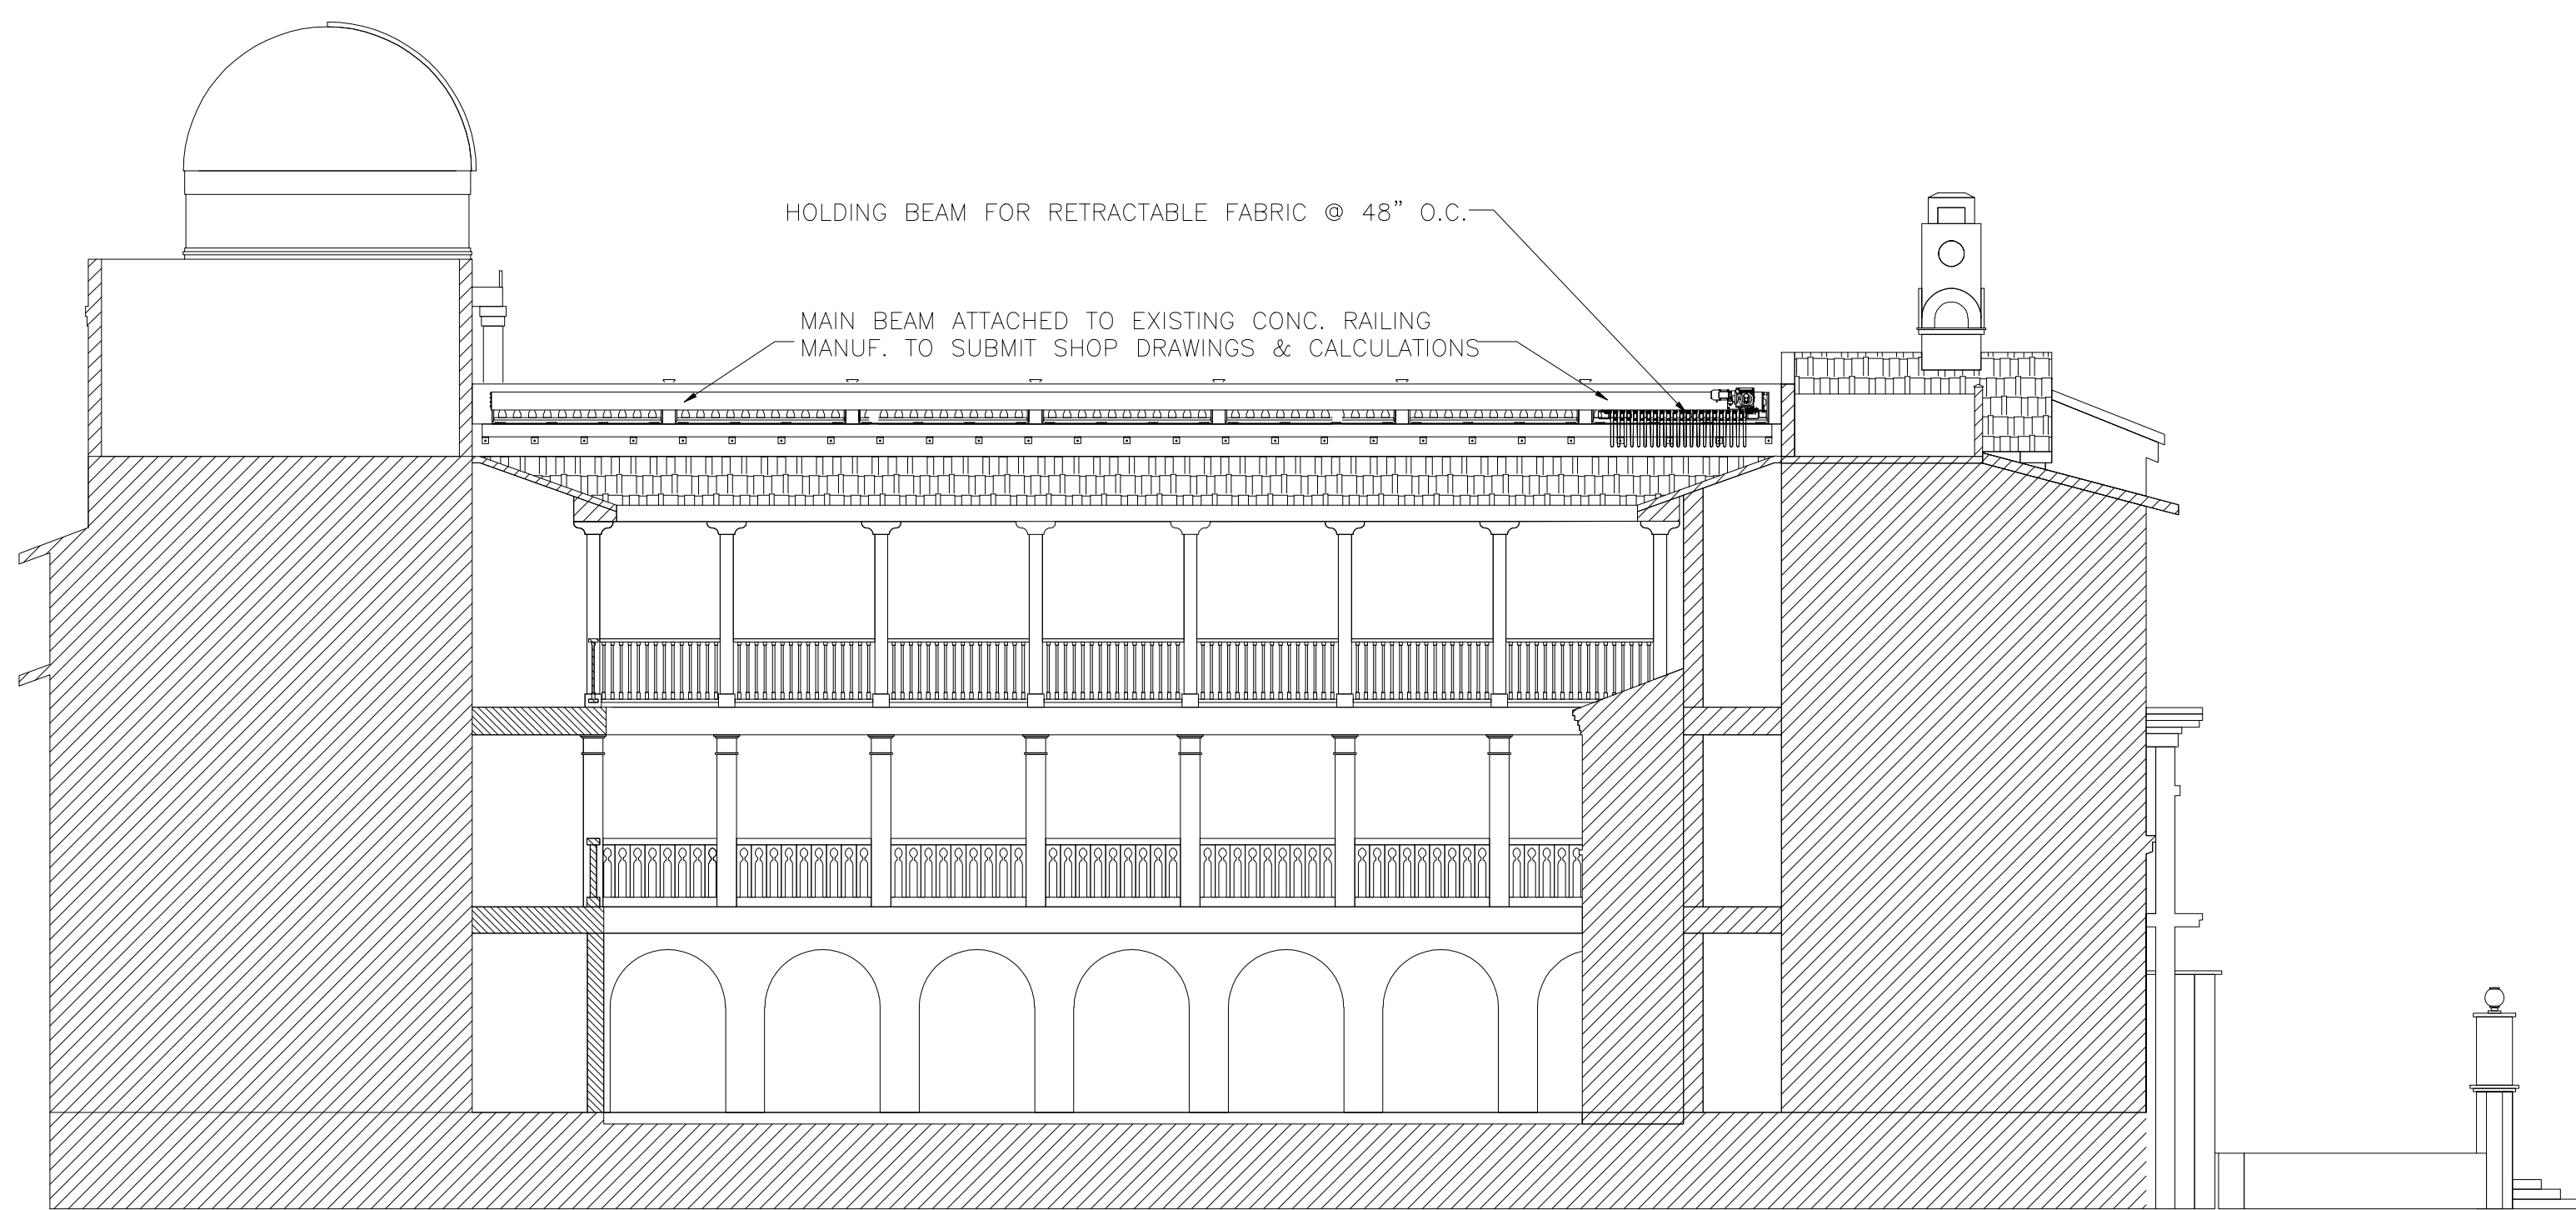 HOLDING BEAM FOR RETRACTABLE FABRIC @ 48" O.C.
MAIN BEAM ATTACHED TO EXISTING CONC. RAILING
MANUF. TO SUBMIT SHOP DRAWINGS & CALCULATIONS